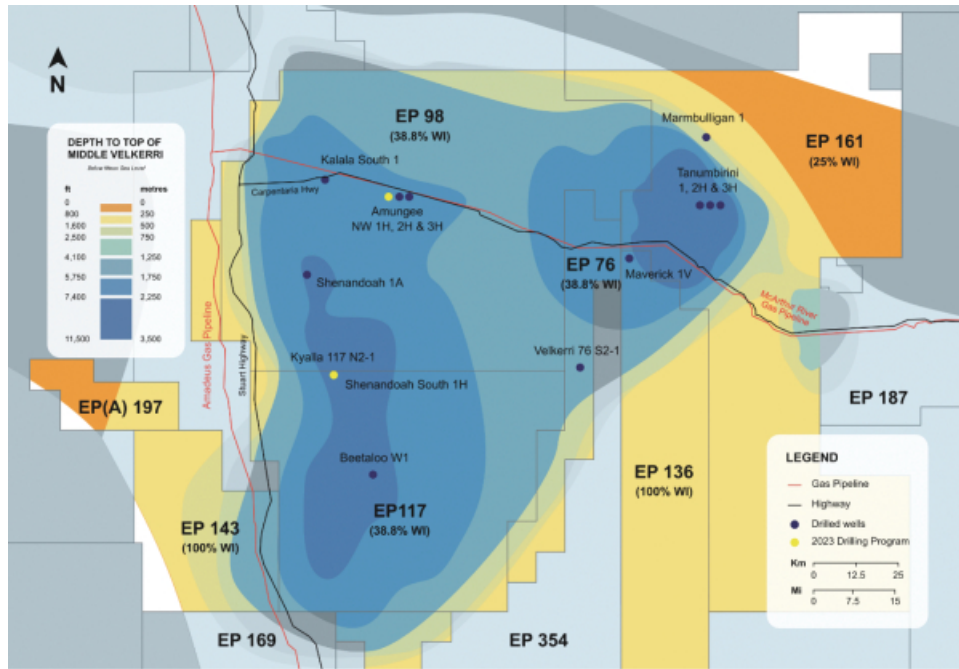 N
DEPTH TO TOP OF
MIDDLE VELKERRI
Below Mean Sea Level
ft metres
0 0
800 250
1,600 500
2,500 750
4,100 1,250
5,750 1,750
7,400 2,250
11,500 3,500
EP 98
(38.8% WI)
Kalala South 1
Carpentaria Hwy
Amungee
NW 1H, 2H & 3H
Marmbulligan 1
Tanumbirini
1, 2H & 3H
EP 161
(25% WI)
EP 76
(38.8% WI)
Maverick 1V
Shenandoah 1A
McArthur River
Gas Pipeline
Amadeus Gas Pipeline
Stuart Highway
Kyalla 117 N2-1
Shenandoah South 1H
Velkerri 76 S2-1
EP(A) 197
EP 187
Beetaloo W1
EP117
(38.8% WI)
EP 136
(100% WI)
EP 143
(100% WI)
EP 169
EP 354
LEGEND
Gas Pipeline
Highway
Drilled wells
2023 Drilling Program
Km
0 12.5 25
Mi
0 7.5 15